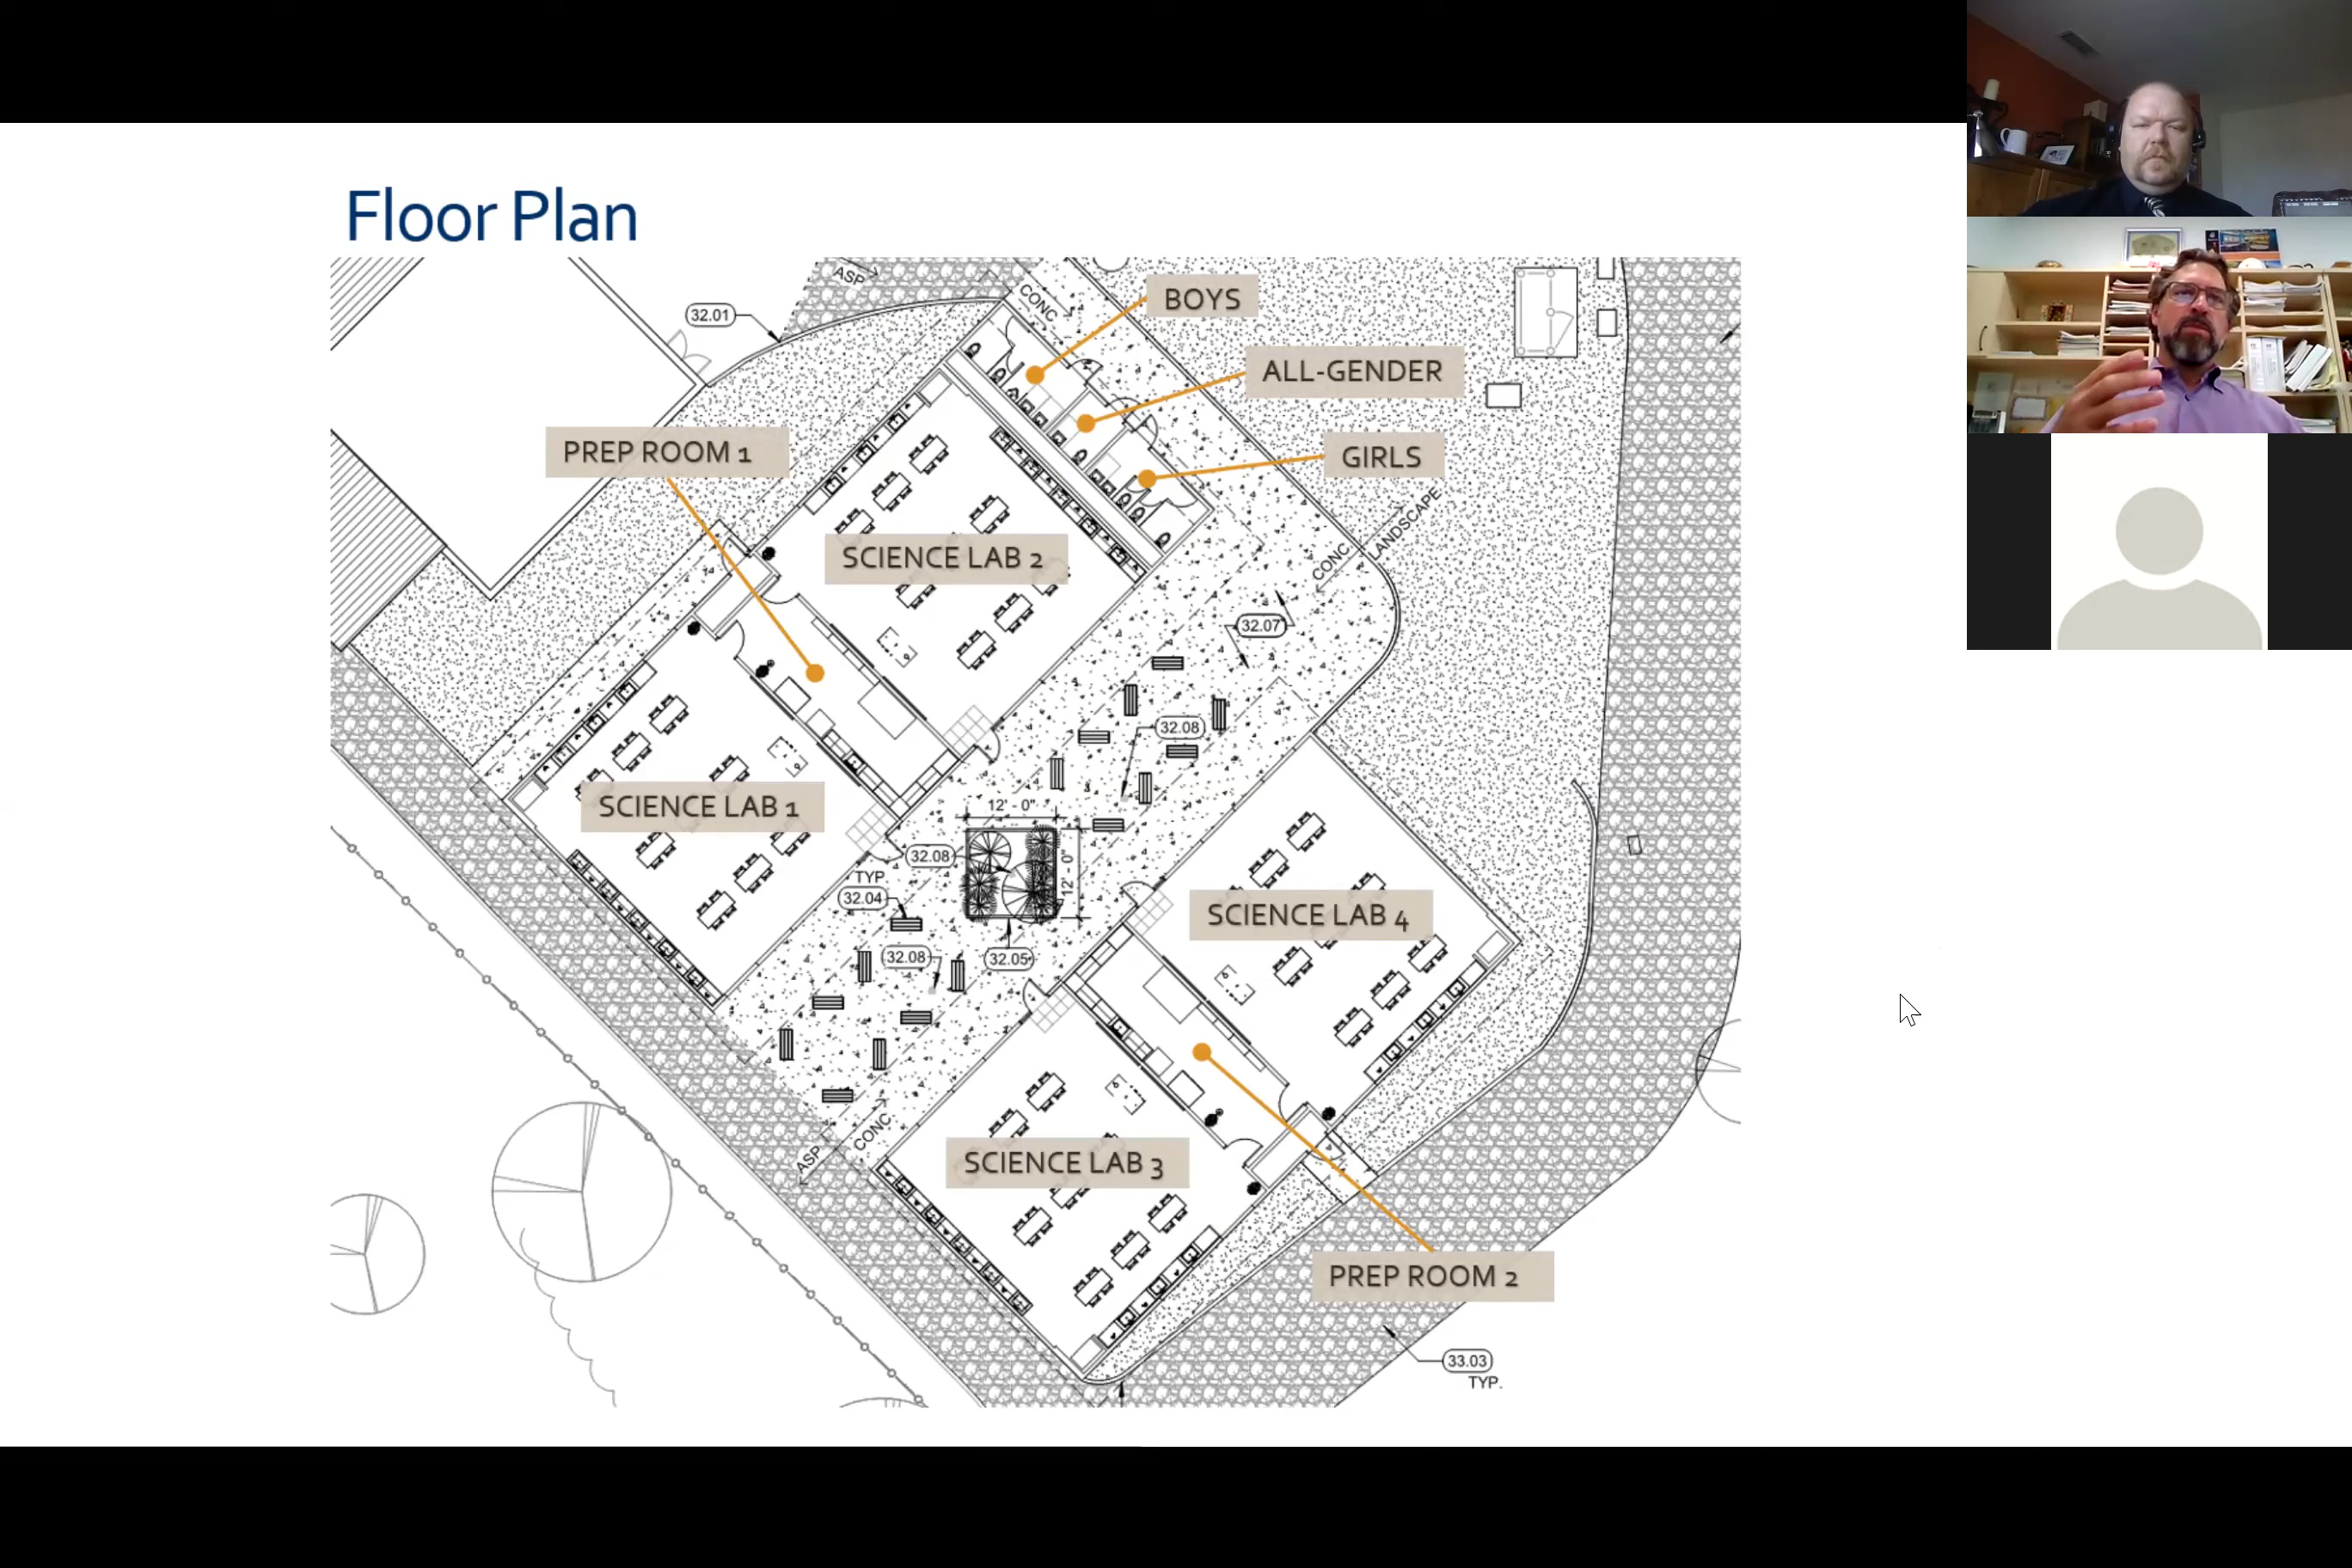 Floor Plan
ASP
CONC
BOYS
32.01
ALL-GENDER
PREP ROOM 1
GIRLS
SCIENCE LAB 2
CONC.
LANDSCAPE
32.07
32.08
SCIENCE LAB 1
12' - 0"
32.08
12' - 0"
TYP
32.04
SCIENCE LAB 4
32.08
32.05
CONC
ASP
SCIENCE LAB 3
PREP ROOM 2
33.03
TYP.